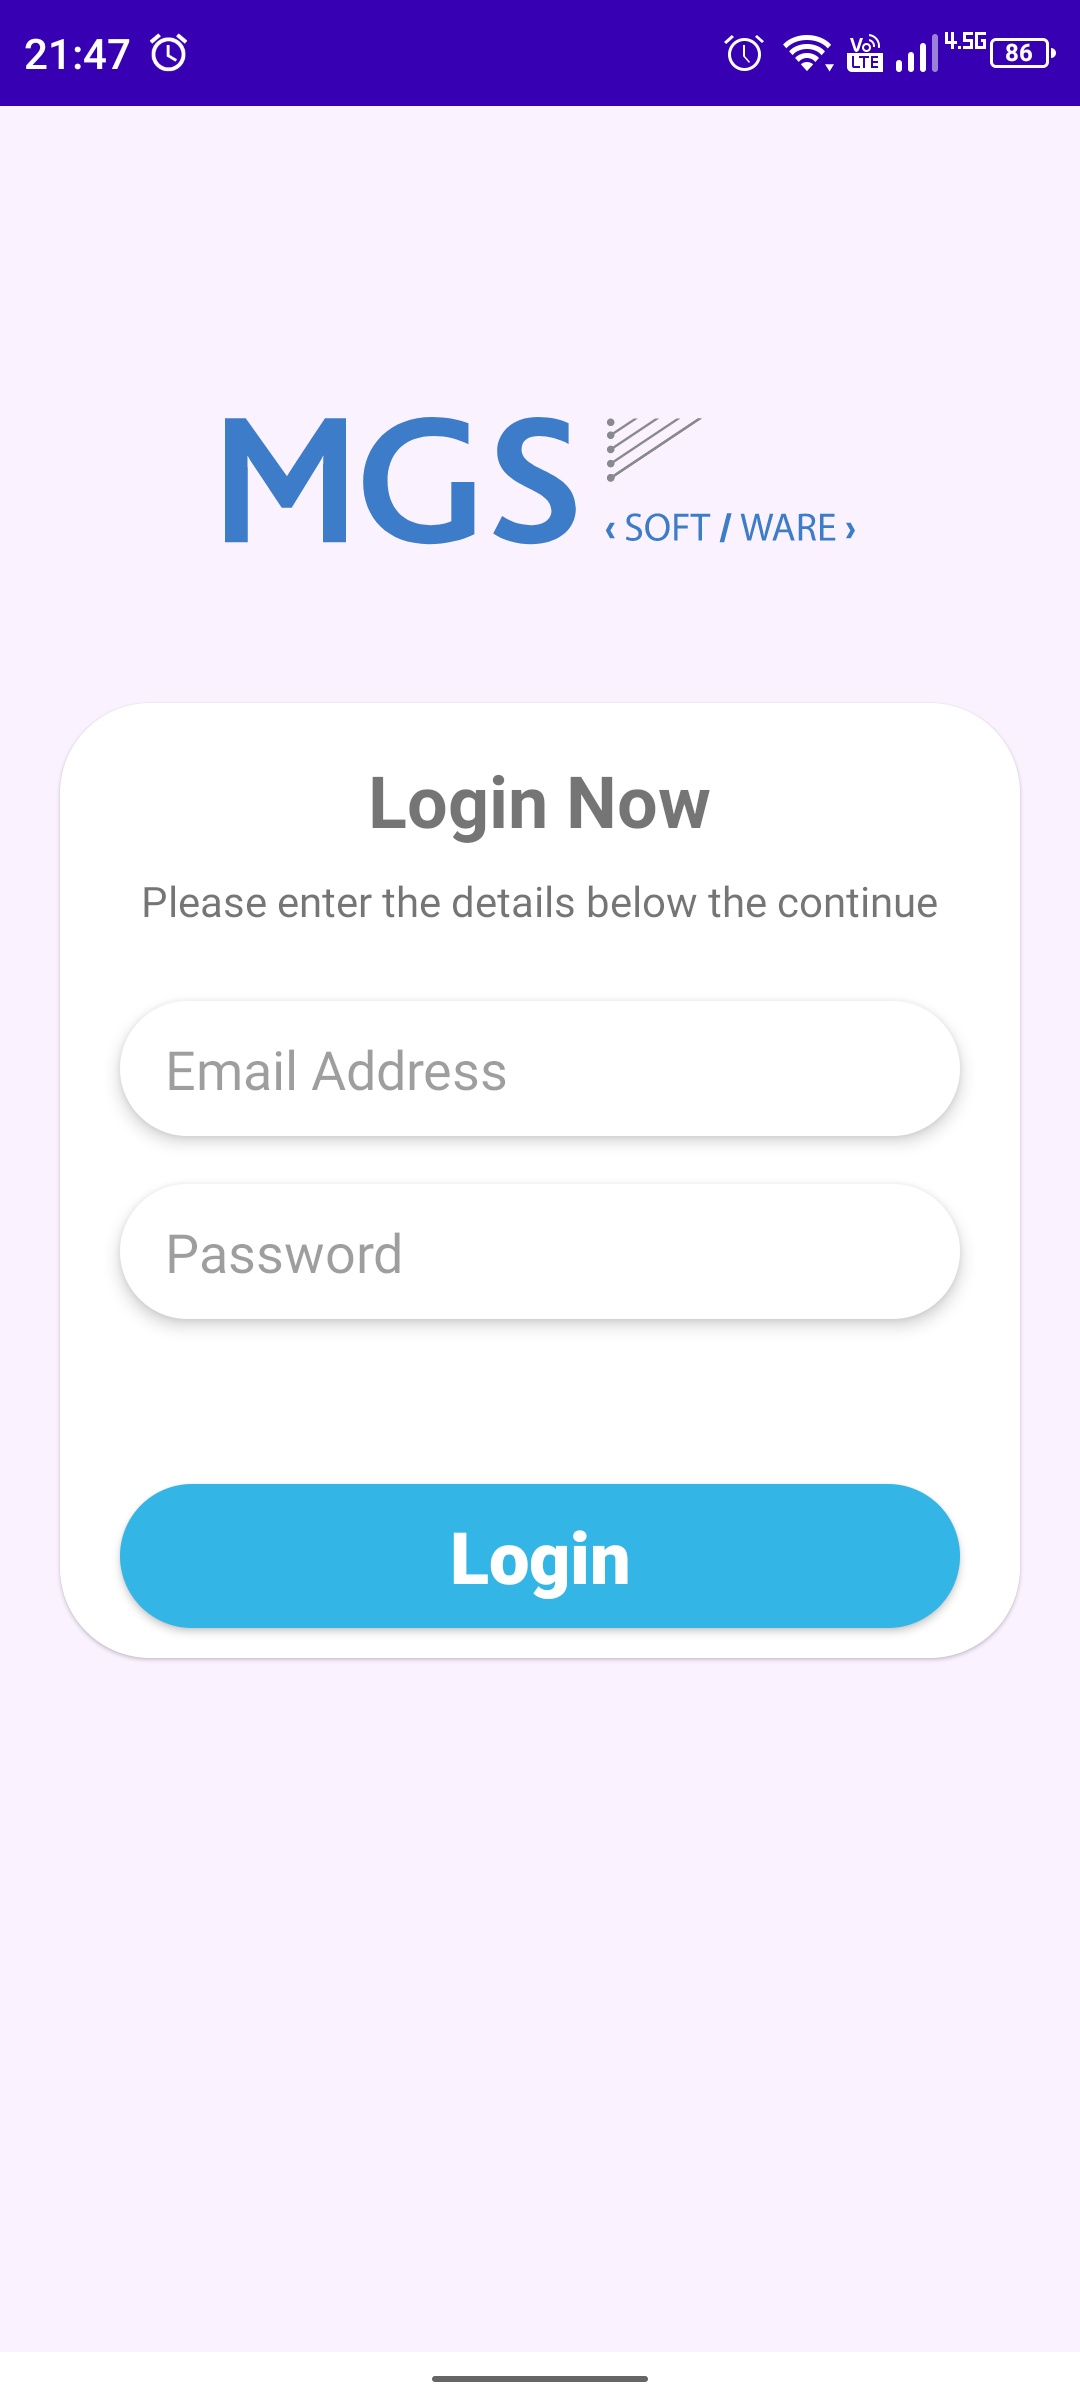 21:47
Vo LTE 4.5G 86
MGS
‹ SOFT / WARE ›
Login Now
Please enter the details below the continue
Email Address
Password
Login